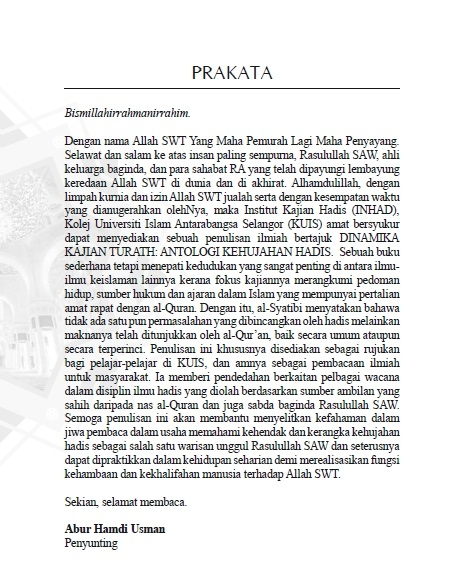 PRAKATA
Bismillahirrahmanirrahim.
Dengan nama Allah SWT Yang Maha Pemurah Lagi Maha Penyayang.
Selawat dan salam ke atas insan paling sempurna, Rasulullah SAW, ahli
keluarga baginda, dan para sahabat RA yang telah dipayungi lembayung
keredaan Allah SWT di dunia dan di akhirat. Alhamdulillah, dengan
limpah kurnia dan izin Allah SWT jualah serta dengan kesempatan waktu
yang dianugerahkan olehNya, maka Institut Kajian Hadis (INHAD),
Kolej Universiti Islam Antarabangsa Selangor (KUIS) amat bersyukur
dapat menyediakan sebuah penulisan ilmiah bertajuk DINAMIKA
KAJIAN TURATH: ANTOLOGI KEHUJAHAN HADIS. Sebuah buku
sederhana tetapi menepati kedudukan yang sangat penting di antara ilmu-
ilmu keislaman lainnya kerana fokus kajiannya merangkumi pedoman
hidup, sumber hukum dan ajaran dalam Islam yang mempunyai pertalian
amat rapat dengan al-Quran. Dengan itu, al-Syatibi menyatakan bahawa
tidak ada satu pun permasalahan yang dibincangkan oleh hadis melainkan
maknanya telah ditunjukkan oleh al-Qur'an, baik secara umum ataupun
secara terperinci. Penulisan ini khususnya disediakan sebagai rujukan
bagi pelajar-pelajar di KUIS, dan amnya sebagai pembacaan ilmiah
untuk masyarakat. Ia memberi pendedahan berkaitan pelbagai wacana
dalam disiplin ilmu hadis yang diolah berdasarkan sumber ambilan yang
sahih daripada nas al-Quran dan juga sabda baginda Rasulullah SAW.
Semoga penulisan ini akan membantu menyelitkan kefahaman dalam
jiwa pembaca dalam usaha memahami kehendak dan kerangka kehujahan
hadis sebagai salah satu warisan unggul Rasulullah SAW dan seterusnya
dapat dipraktikkan dalam kehidupan seharian demi merealisasikan fungsi
kehambaan dan kekhalifahan manusia terhadap Allah SWT.
Sekian, selamat membaca.
Abur Hamdi Usman
Penyunting